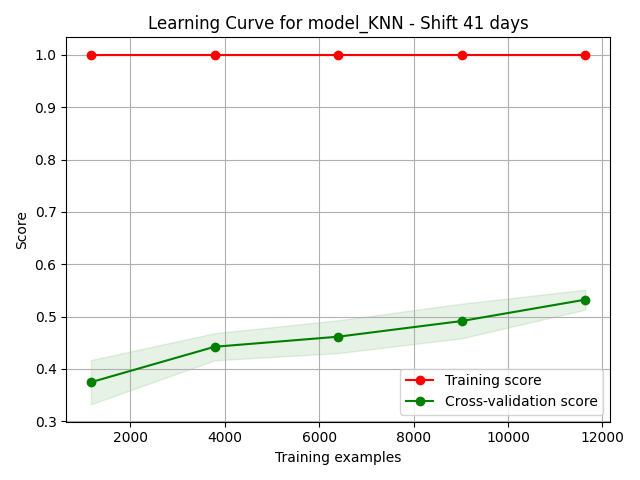 Learning Curve for model_KNN - Shift 41 days
1.0
0.9
0.8
0.7
0.6
0.5
0.4
0.3
Score
2000 4000 6000 8000 10000 12000
Training examples
Training score
Cross-validation score